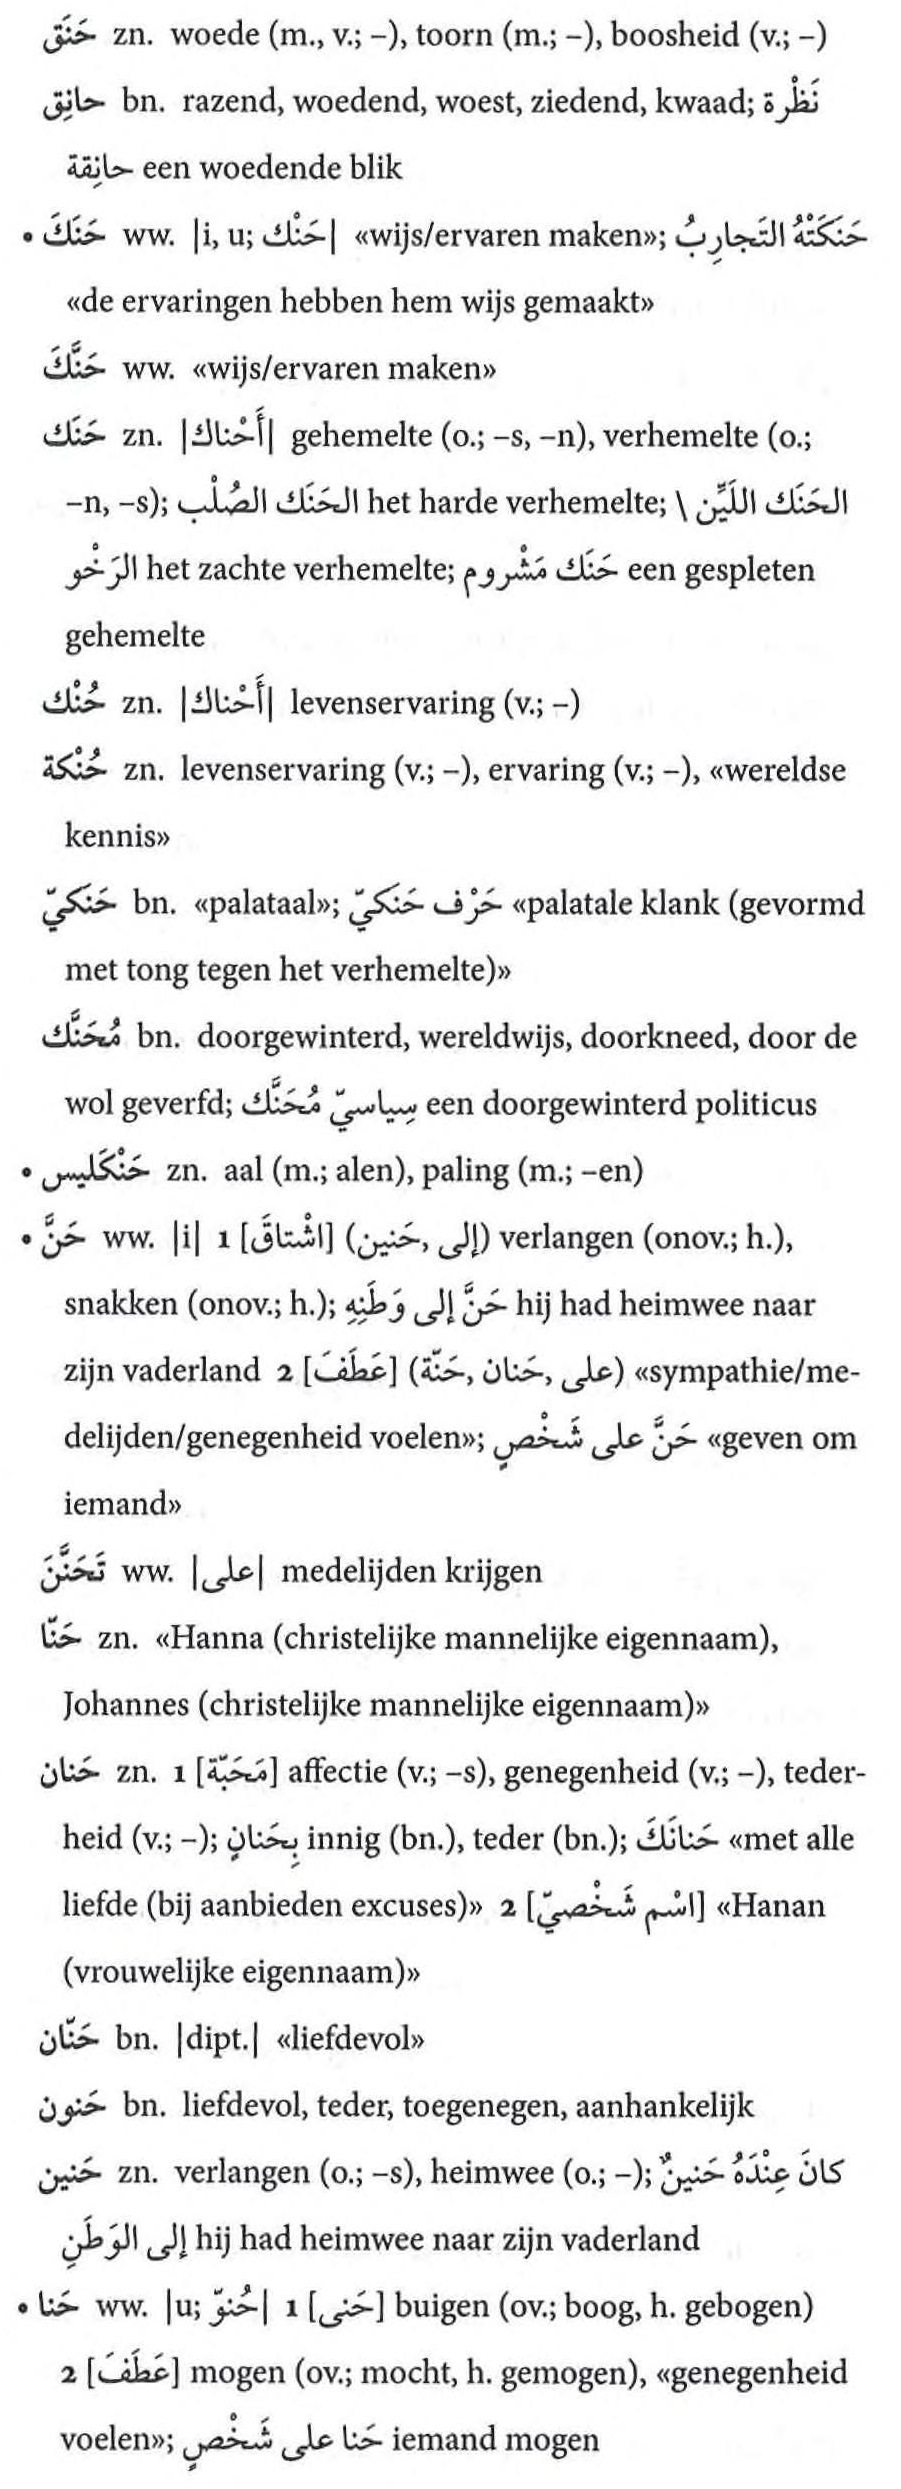 حَنَق zn. woede (m., v.; –), toorn (m.; –), boosheid (v.; –)
حانِق bn. razend, woedend, woest, ziedend, kwaad; نَظْرة
حانِقة een woedende blik
• حَنَكَ ww. |i, u; حَنْك| «wijs/ervaren maken»; حَنَكَتْهُ التَجارِبُ
«de ervaringen hebben hem wijs gemaakt»
حَنَّكَ ww. «wijs/ervaren maken»
حَنَك zn. |أَحْناك| gehemelte (o.; –s, –n), verhemelte (o.;
–n, –s); الحَنَك الصُلْب het harde verhemelte; الحَنَك اللَيِّن \
الرَخْو het zachte verhemelte; حَنَك مَشْروم een gespleten
gehemelte
حُنْك zn. |أَحْناك| levenservaring (v.; –)
حُنْكة zn. levenservaring (v.; –), ervaring (v.; –), «wereldse
kennis»
حَنَكيّ bn. «palataal»; حَرْف حَنَكيّ «palatale klank (gevormd
met tong tegen het verhemelte)»
مُحَنَّك bn. doorgewinterd, wereldwijs, doorkneed, door de
wol geverfd; سِياسيّ مُحَنَّك een doorgewinterd politicus
• حَنْكَليس zn. aal (m.; alen), paling (m.; –en)
• حَنَّ ww. |i| 1 [اشْتاقَ] (إلى, حَنين) verlangen (onov.; h.),
snakken (onov.; h.); حَنَّ إلى وَطَنِهِ hij had heimwee naar
zijn vaderland 2 [عَطَفَ] (على, حَنان, حَنّة) «sympathie/me-
delijden/genegenheid voelen»; حَنَّ على شَخْصٍ «geven om
iemand»
تَحَنَّنَ ww. |على| medelijden krijgen
حَنّا zn. «Hanna (christelijke mannelijke eigennaam),
Johannes (christelijke mannelijke eigennaam)»
حَنان zn. 1 [مَحَبّة] affectie (v.; –s), genegenheid (v.; –), teder-
heid (v.; –); بِحَنانٍ innig (bn.), teder (bn.); حَنانَكَ «met alle
liefde (bij aanbieden excuses)» 2 [اسْم شَخْصيّ] «Hanan
(vrouwelijke eigennaam)»
حَنّان bn. |dipt.| «liefdevol»
حَنون bn. liefdevol, teder, toegenegen, aanhankelijk
حَنين zn. verlangen (o.; –s), heimwee (o.; –); كانَ عِنْدَهُ حَنينٌ
إلى الوَطَنِ hij had heimwee naar zijn vaderland
• حَنا ww. |u; حُنوّ| 1 [حَنى] buigen (ov.; boog, h. gebogen)
2 [عَطَفَ] mogen (ov.; mocht, h. gemogen), «genegenheid
voelen»; حَنا على شَخْصٍ iemand mogen